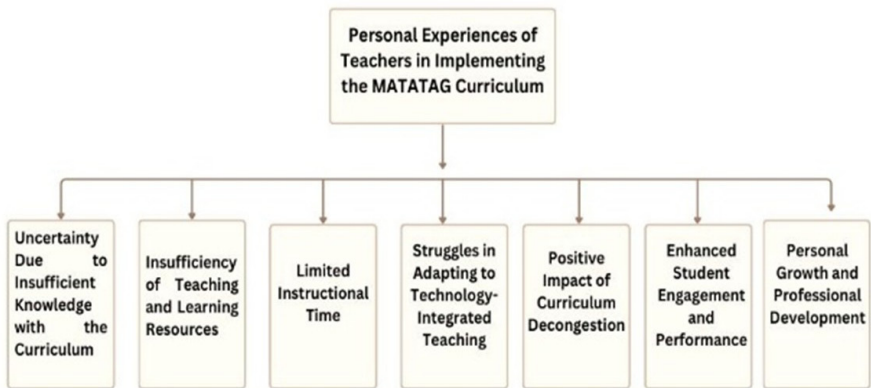 Personal Experiences of
Teachers in Implementing
the MATATAG Curriculum
Uncertainty
Due to
Insufficient
Knowledge
with the
Curriculum
Insufficiency
of Teaching
and Learning
Resources
Limited
Instructional
Time
Struggles in
Adapting to
Technology-
Integrated
Teaching
Positive
Impact of
Curriculum
Decongestion
Enhanced
Student
Engagement
and
Performance
Personal
Growth and
Professional
Development